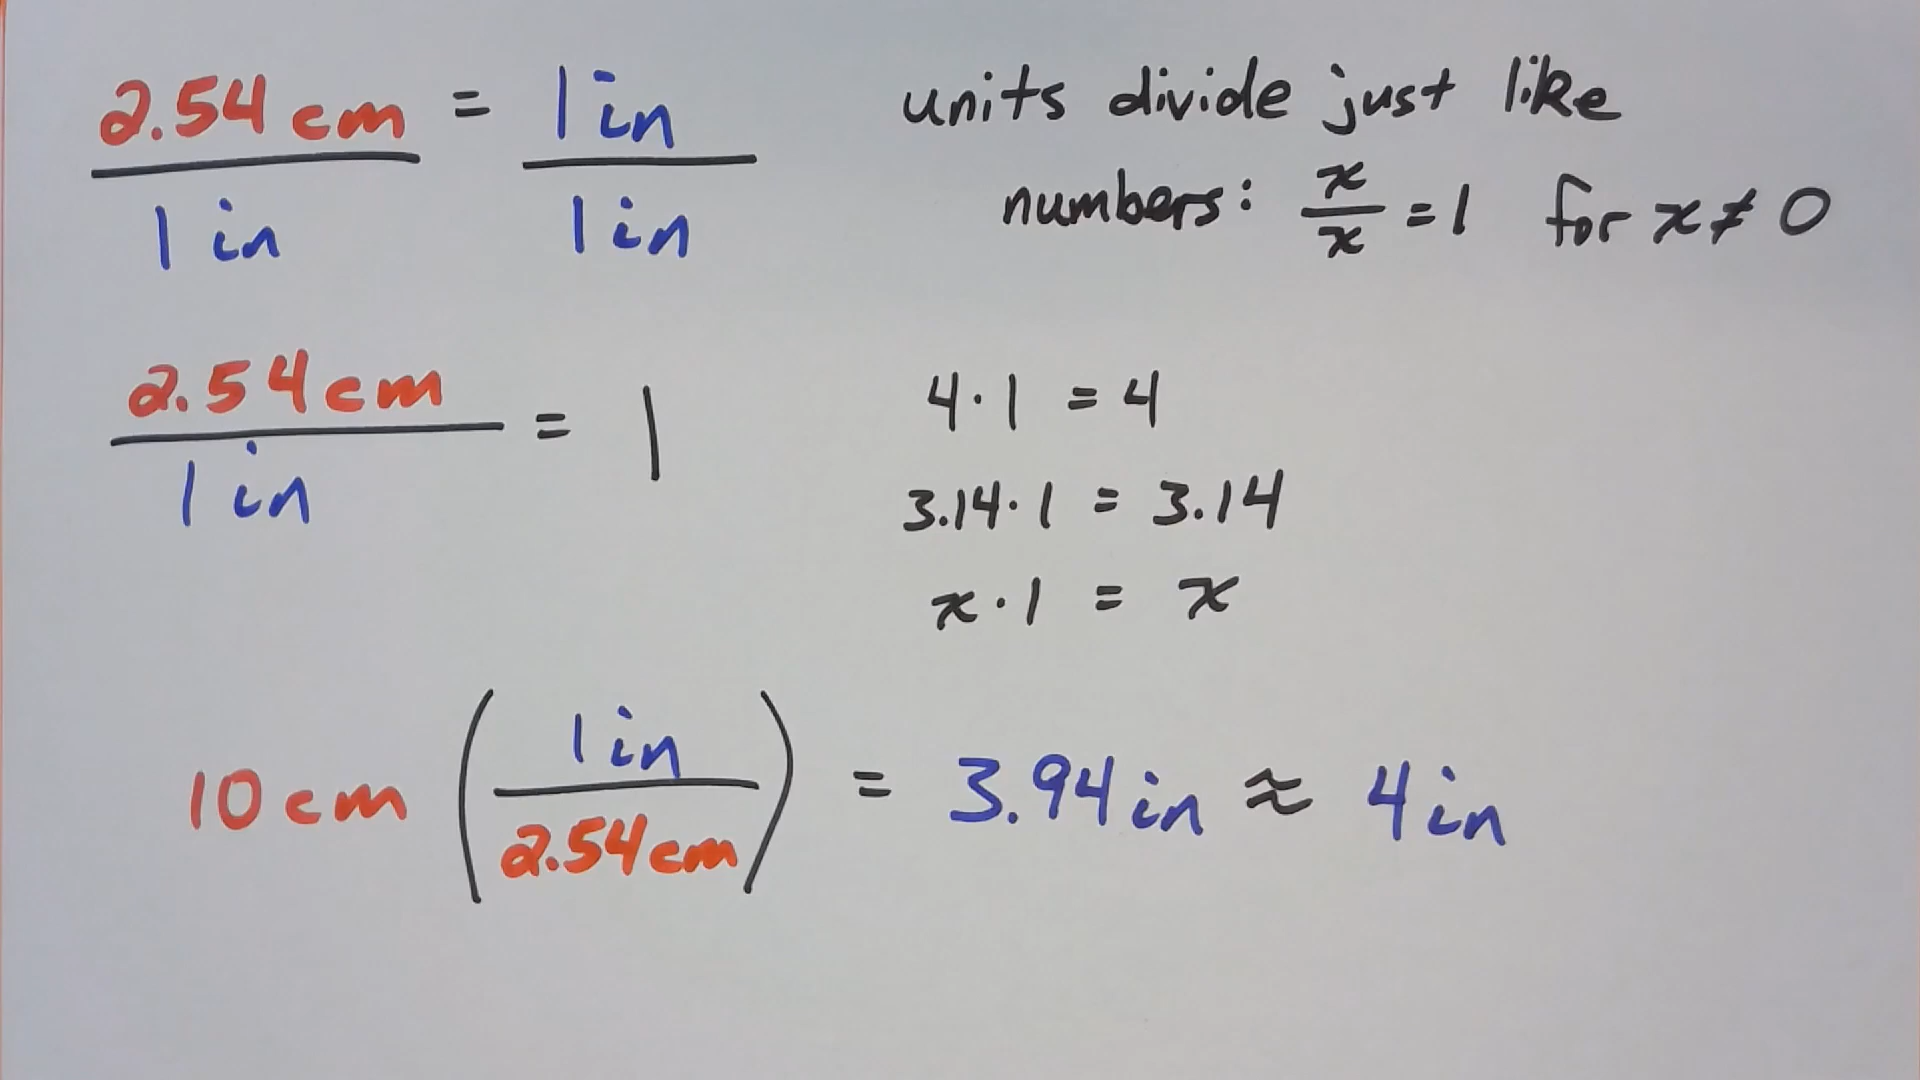 2.54 cm = 1 in
1 in 1 in
units divide just like
numbers: x/x = 1 for x ≠ 0
2.54 cm
1 in
= 1
4 · 1 = 4
3.14 · 1 = 3.14
x · 1 = x
10 cm ( 1 in / 2.54 cm ) = 3.94 in ≈ 4 in